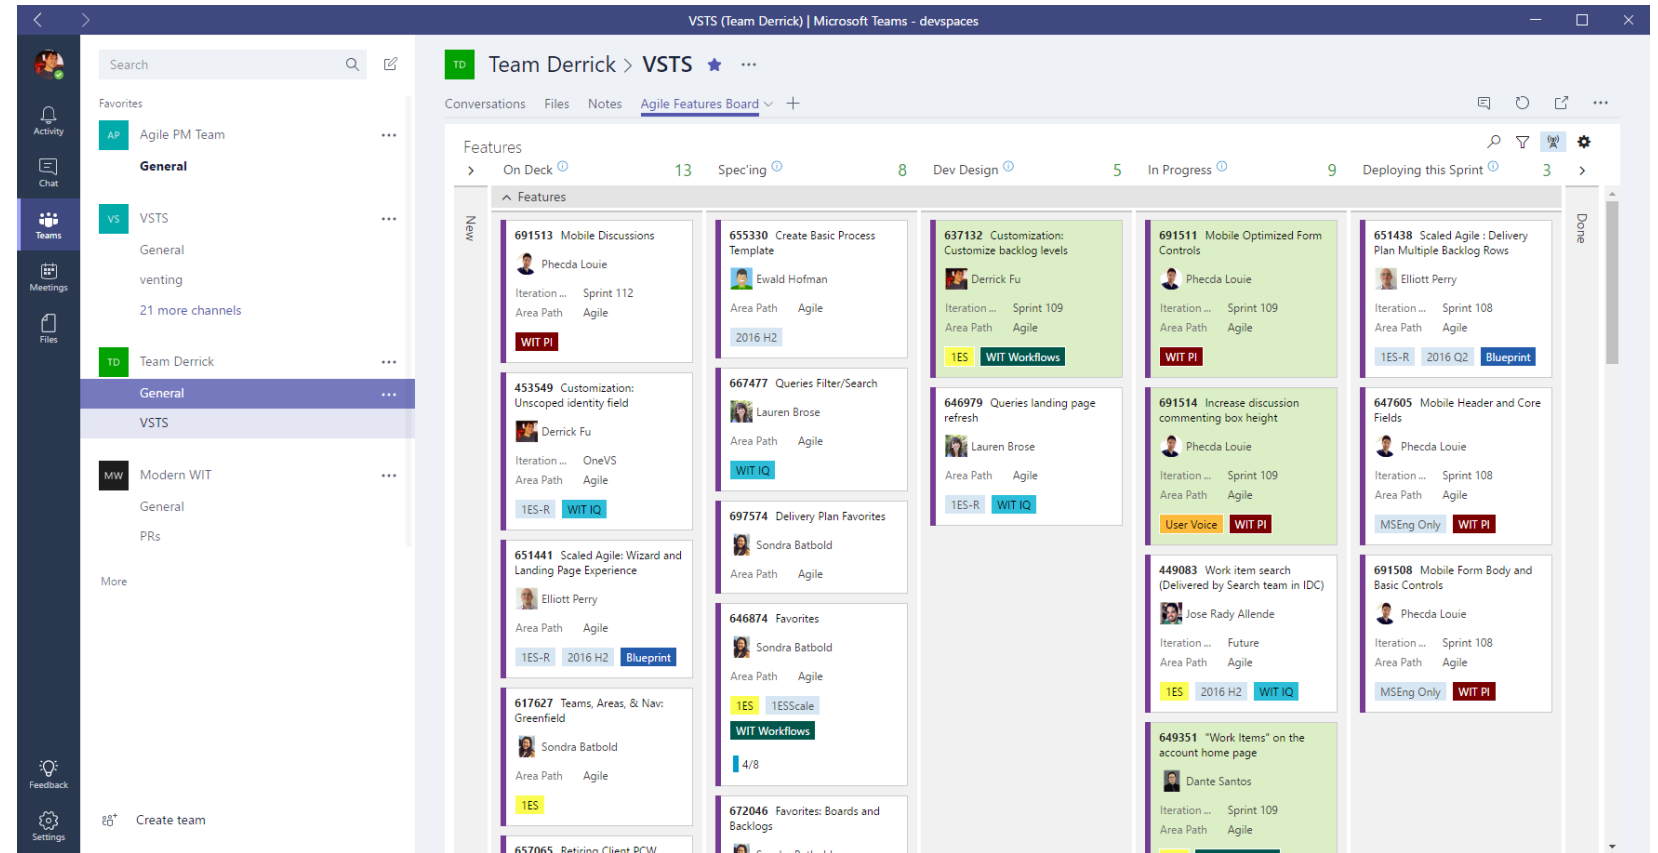 VSTS (Team Derrick) | Microsoft Teams - devspaces
Activity
Chat
Teams
Meetings
Files
Feedback
Settings
Search
Favorites
AP Agile PM Team
General
VS VSTS
General
venting
21 more channels
TD Team Derrick
General
VSTS
MW Modern WIT
General
PRs
More
Create team
TD Team Derrick > VSTS
Conversations Files Notes Agile Features Board
Features
On Deck 13
Spec'ing 8
Dev Design 5
In Progress 9
Deploying this Sprint 3
Features
New
691513 Mobile Discussions
Phecda Louie
Iteration ... Sprint 112
Area Path Agile
WIT PI
453549 Customization:
Unscoped identity field
Derrick Fu
Iteration ... OneVS
Area Path Agile
1ES-R WIT IQ
651441 Scaled Agile: Wizard and
Landing Page Experience
Elliott Perry
Area Path Agile
1ES-R 2016 H2 Blueprint
617627 Teams, Areas, & Nav:
Greenfield
Sondra Batbold
Area Path Agile
1ES
657065 Retiring Client PCW
655330 Create Basic Process
Template
Ewald Hofman
Area Path Agile
2016 H2
667477 Queries Filter/Search
Lauren Brose
Area Path Agile
WIT IQ
697574 Delivery Plan Favorites
Sondra Batbold
Area Path Agile
646874 Favorites
Sondra Batbold
Area Path Agile
1ES 1ESScale
WIT Workflows
4/8
672046 Favorites: Boards and
Backlogs
Sondra Batbold
637132 Customization:
Customize backlog levels
Derrick Fu
Iteration ... Sprint 109
Area Path Agile
1ES WIT Workflows
646979 Queries landing page
refresh
Lauren Brose
Area Path Agile
1ES-R WIT IQ
691511 Mobile Optimized Form
Controls
Phecda Louie
Iteration ... Sprint 109
Area Path Agile
WIT PI
691514 Increase discussion
commenting box height
Phecda Louie
Iteration ... Sprint 109
Area Path Agile
User Voice WIT PI
449083 Work item search
(Delivered by Search team in IDC)
Jose Rady Allende
Iteration ... Future
Area Path Agile
1ES 2016 H2 WIT IQ
649351 "Work Items" on the
account home page
Dante Santos
Iteration ... Sprint 109
Area Path Agile
651438 Scaled Agile : Delivery
Plan Multiple Backlog Rows
Elliott Perry
Iteration ... Sprint 108
Area Path Agile
1ES-R 2016 Q2 Blueprint
647605 Mobile Header and Core
Fields
Phecda Louie
Iteration ... Sprint 108
Area Path Agile
MSEng Only WIT PI
691508 Mobile Form Body and
Basic Controls
Phecda Louie
Iteration ... Sprint 108
Area Path Agile
MSEng Only WIT PI
Done